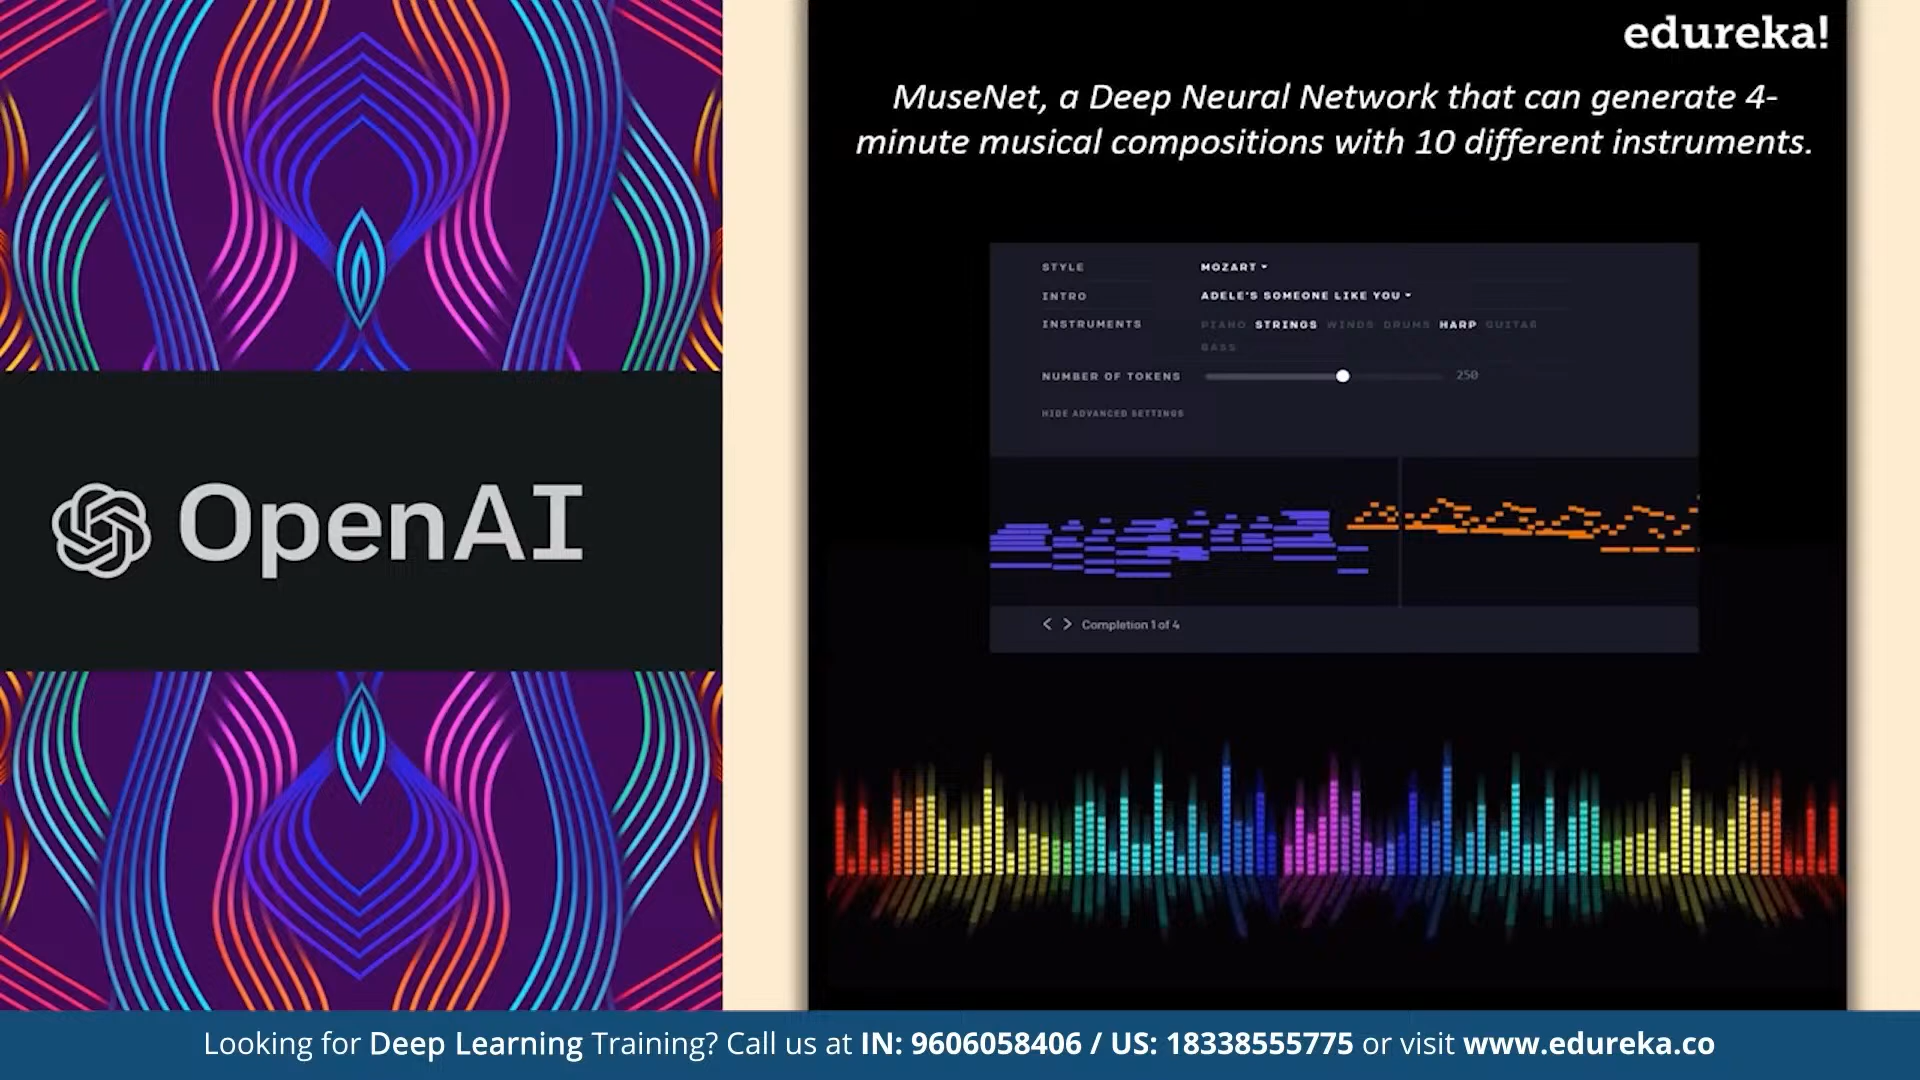 edureka!
MuseNet, a Deep Neural Network that can generate 4-
minute musical compositions with 10 different instruments.
STYLE MOZART
INTRO ADELE'S SOMEONE LIKE YOU
INSTRUMENTS PIANO STRINGS WINDS DRUMS HARP GUITAR
BASS
NUMBER OF TOKENS 250
HIDE ADVANCED SETTINGS
OpenAI
< > Completion 1 of 4
Looking for Deep Learning Training? Call us at IN: 9606058406 / US: 18338555775 or visit www.edureka.co